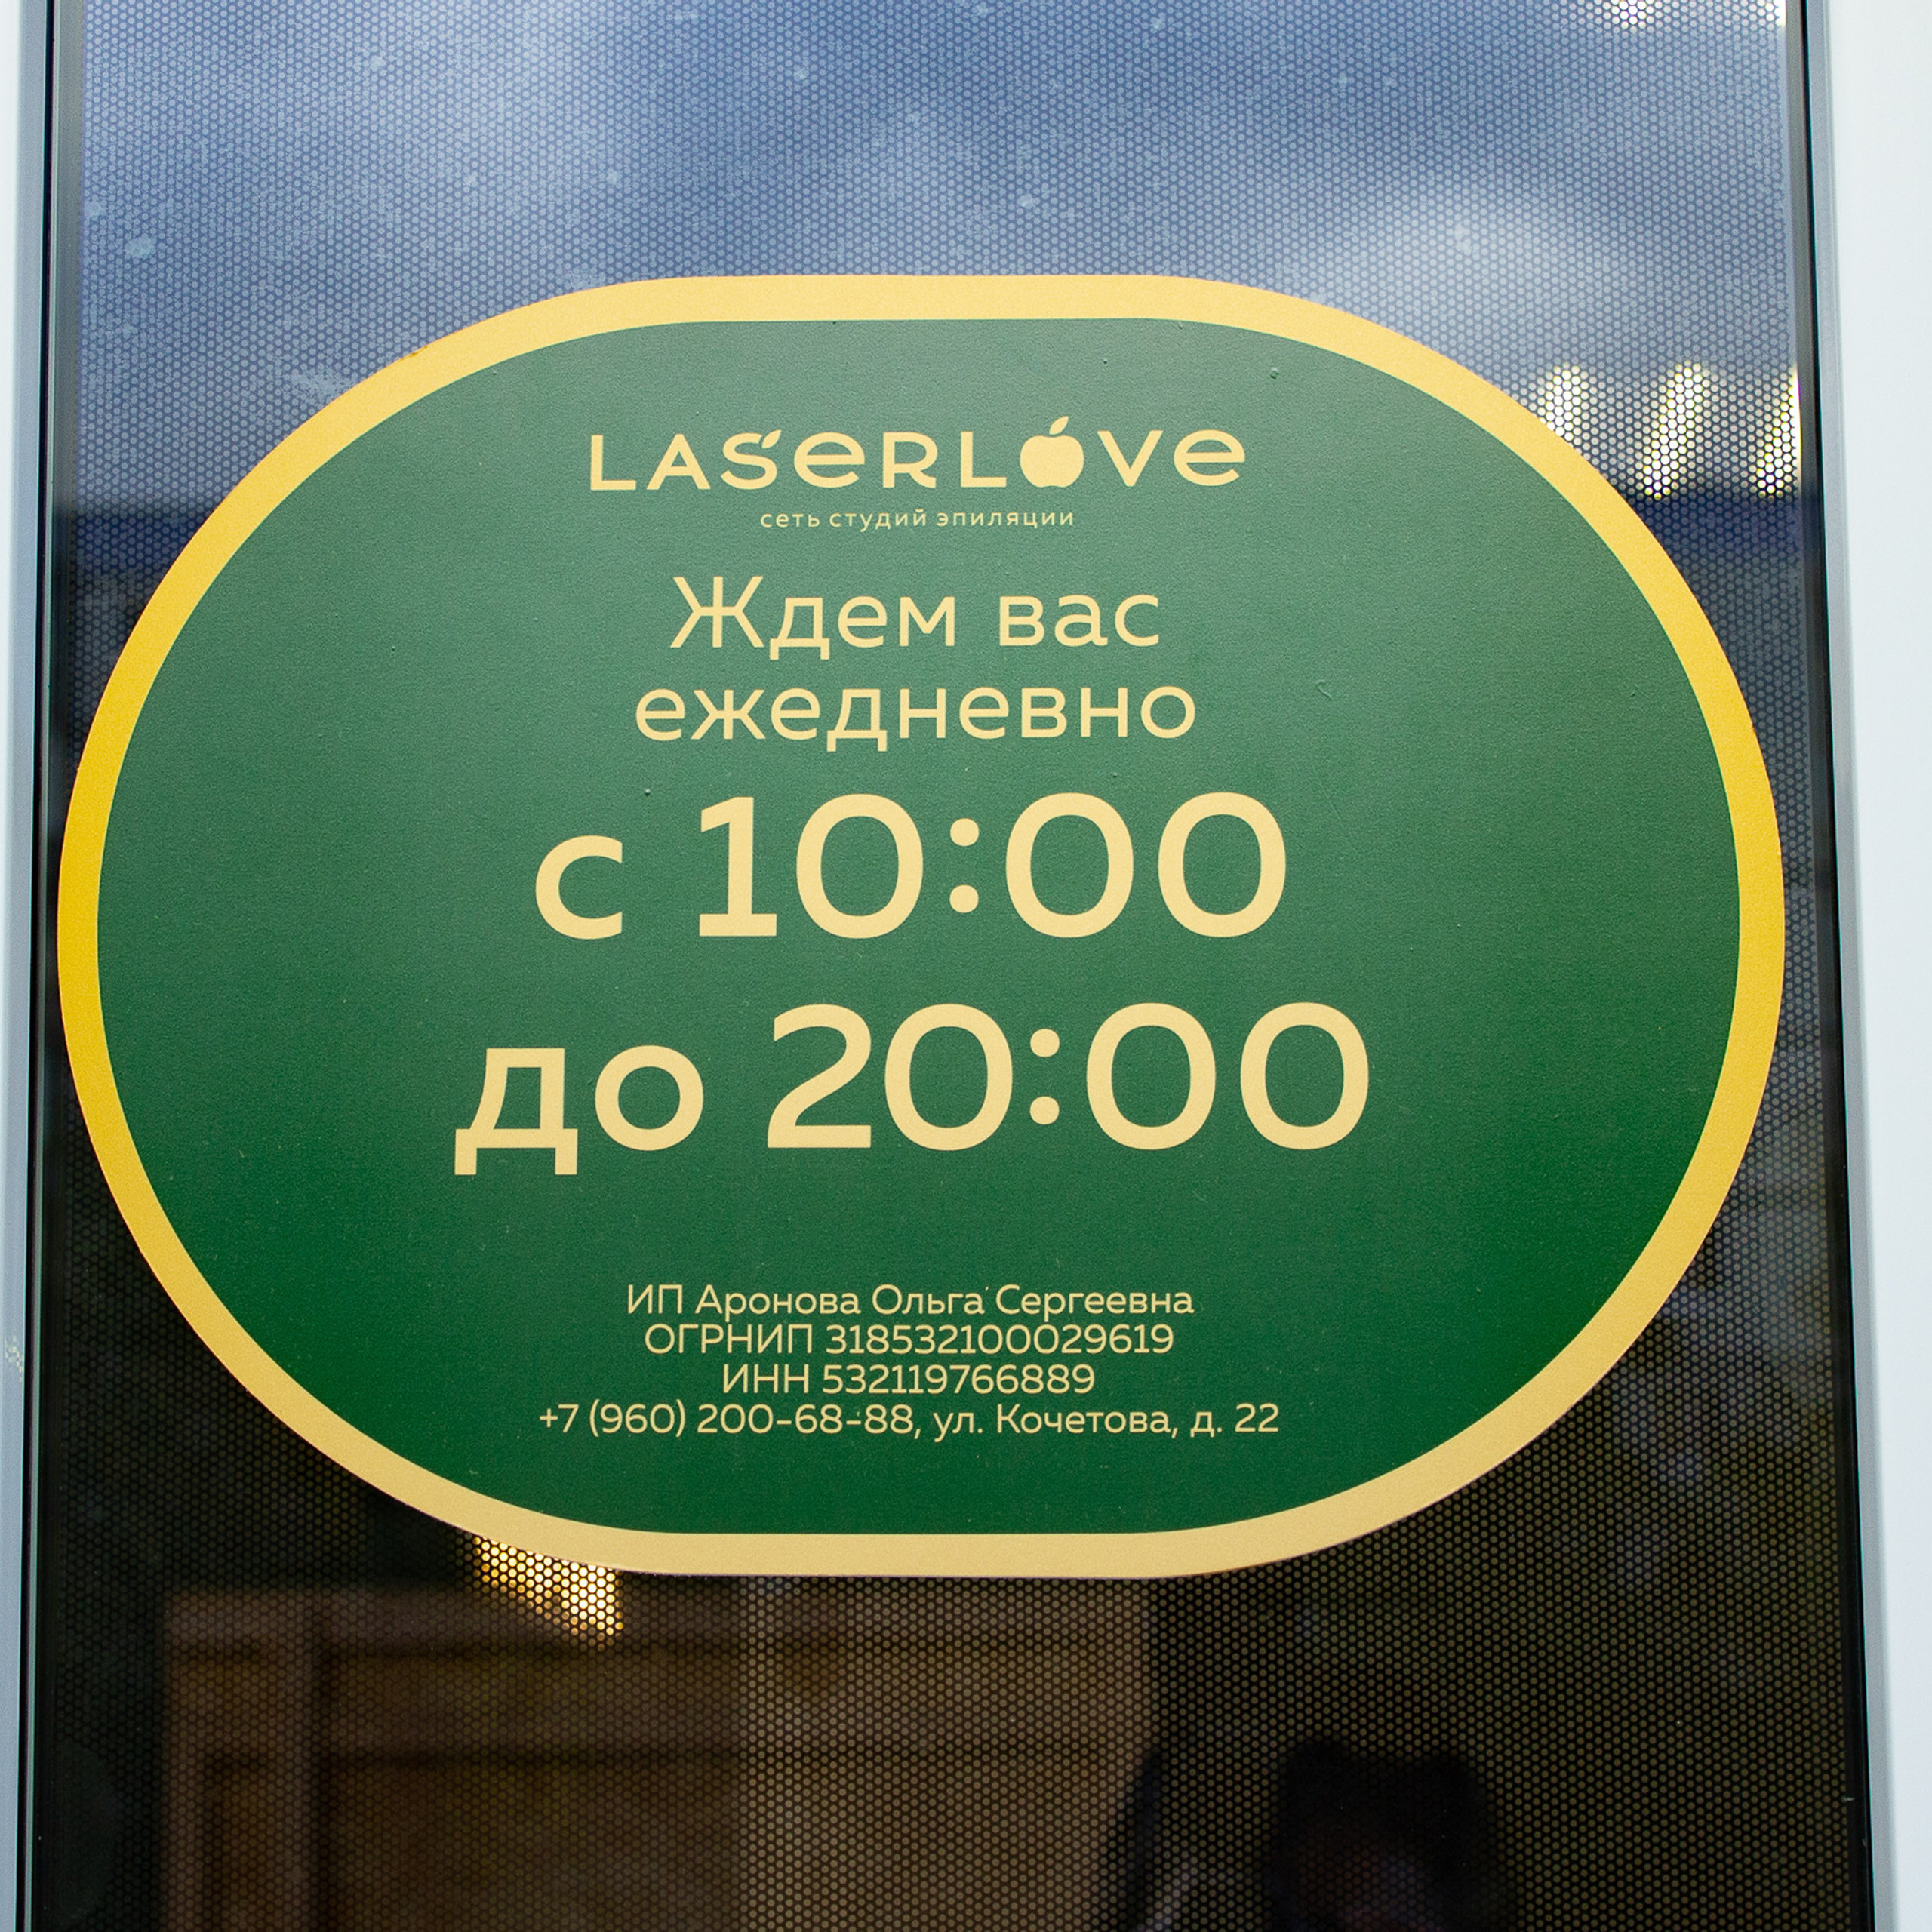 LASERLOVE
сеть студий эпиляции
Ждем вас
ежедневно
с 10:00
до 20:00
ИП Аронова Ольга Сергеевна
ОГРНИП 318532100029619
ИНН 532119766889
+7 (960) 200-68-88, ул. Кочетова, д. 22